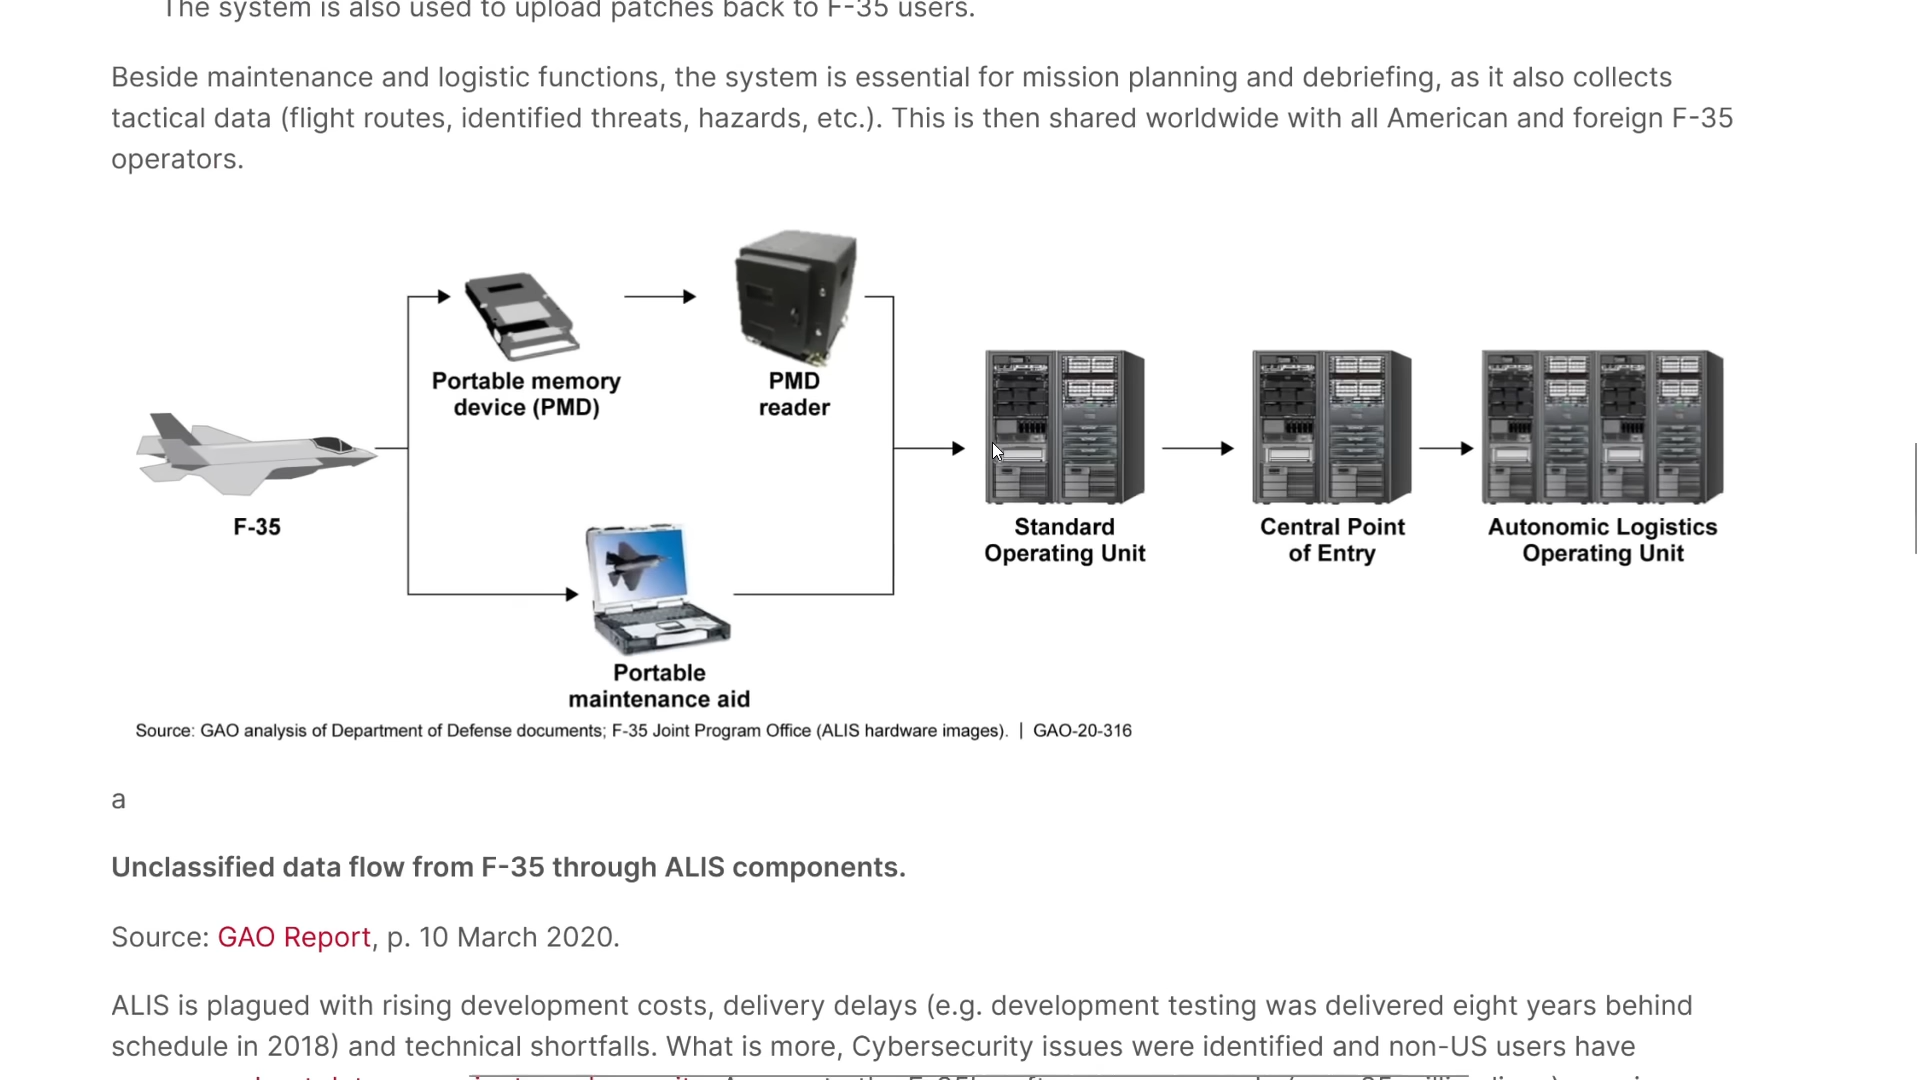 The system is also used to upload patches back to F-35 users.
Beside maintenance and logistic functions, the system is essential for mission planning and debriefing, as it also collects
tactical data (flight routes, identified threats, hazards, etc.). This is then shared worldwide with all American and foreign F-35
operators.
Portable memory
device (PMD)
PMD
reader
F-35
Standard
Operating Unit
Central Point
of Entry
Autonomic Logistics
Operating Unit
Portable
maintenance aid
Source: GAO analysis of Department of Defense documents; F-35 Joint Program Office (ALIS hardware images). | GAO-20-316
a
Unclassified data flow from F-35 through ALIS components.
Source: GAO Report, p. 10 March 2020.
ALIS is plagued with rising development costs, delivery delays (e.g. development testing was delivered eight years behind
schedule in 2018) and technical shortfalls. What is more, Cybersecurity issues were identified and non-US users have